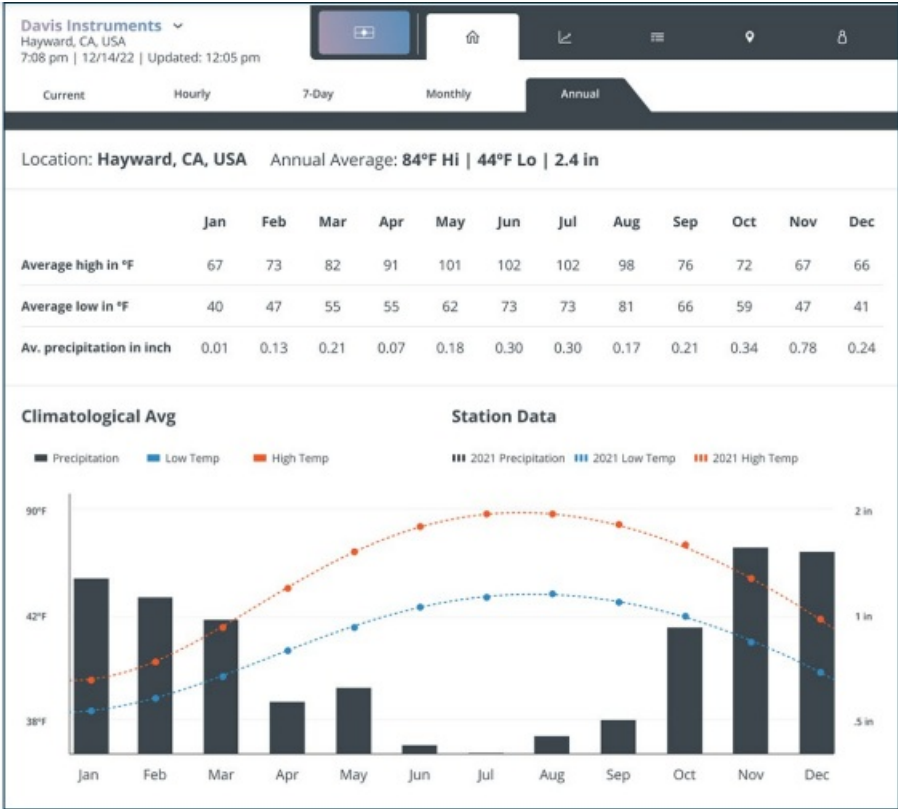 Davis Instruments
Hayward, CA, USA
7:08 pm | 12/14/22 | Updated: 12:05 pm
Current Hourly 7-Day Monthly Annual
Location: Hayward, CA, USA Annual Average: 84°F Hi | 44°F Lo | 2.4 in
Jan Feb Mar Apr May Jun Jul Aug Sep Oct Nov Dec
Average high in °F 67 73 82 91 101 102 102 98 76 72 67 66
Average low in °F 40 47 55 55 62 73 73 81 66 59 47 41
Av. precipitation in inch 0.01 0.13 0.21 0.07 0.18 0.30 0.30 0.17 0.21 0.34 0.78 0.24
Climatological Avg Station Data
Precipitation Low Temp High Temp 2021 Precipitation 2021 Low Temp 2021 High Temp
90°F 2 in
42°F 1 in
38°F .5 in
Jan Feb Mar Apr May Jun Jul Aug Sep Oct Nov Dec